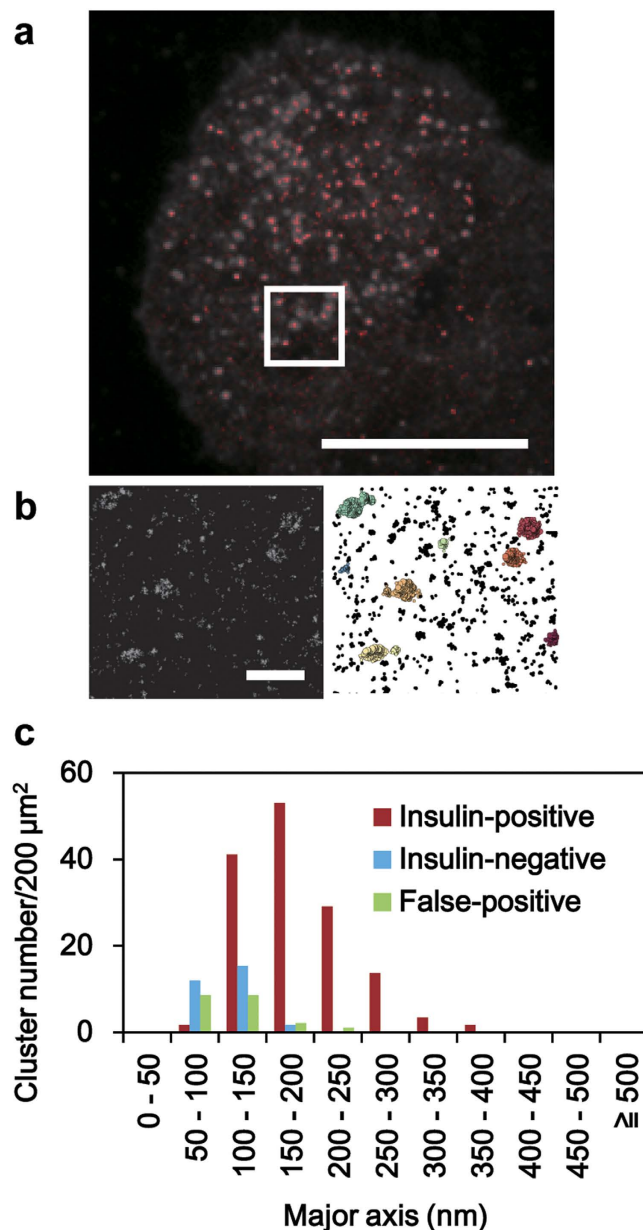 a
b
c
60
40
20
0
Cluster number/200 µm²
Insulin-positive
Insulin-negative
False-positive
0 - 50
50 - 100
100 - 150
150 - 200
200 - 250
250 - 300
300 - 350
350 - 400
400 - 450
450 - 500
≧ 500
Major axis (nm)